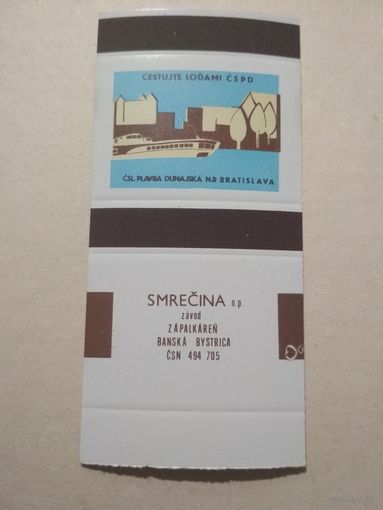 CESTUJTE LOĎAMI ČSPD
ČSL. PLAVBA DUNAJSKÁ N.P. BRATISLAVA
SMREČINA n.p.
závod
ZÁPALKÁREŇ
BANSKÁ BYSTRICA
ČSN 494 705